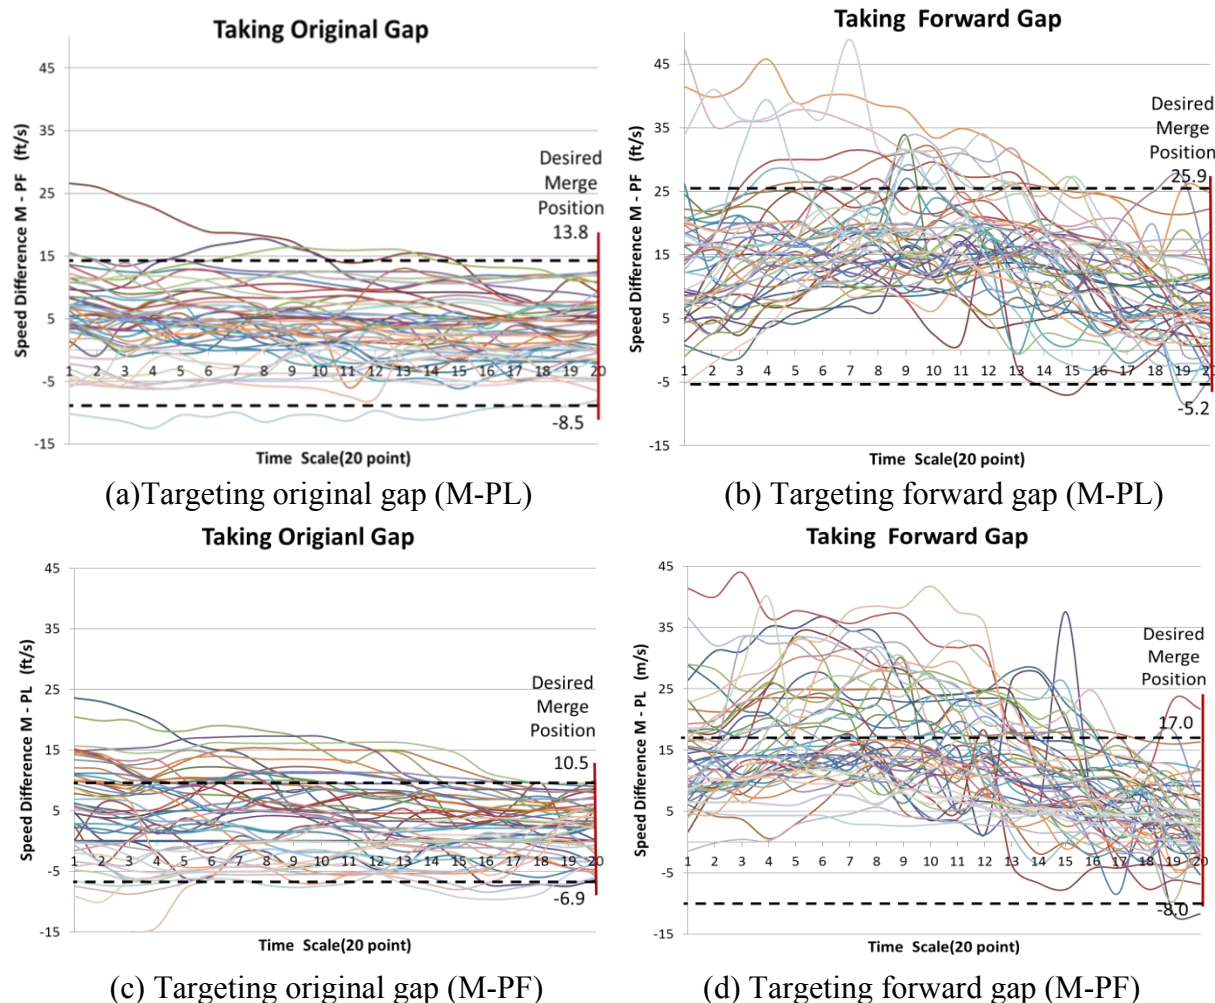 Taking Original Gap
Speed Difference M - PF (ft/s)
45
35
25
15
5
-5
-15
1 2 3 4 5 6 7 8 9 10 11 12 13 14 15 16 17 18 19 20
Desired
Merge
Position
13.8
-8.5
Time Scale(20 point)
(a)Targeting original gap (M-PL)
Taking Forward Gap
Speed Difference M - PF (ft/s)
45
35
25
15
5
-5
-15
1 2 3 4 5 6 7 8 9 10 11 12 13 14 15 16 17 18 19 20
Desired
Merge
Position
25.9
-5.2
Time Scale(20 point)
(b) Targeting forward gap (M-PL)
Taking Origianl Gap
Speed Difference M - PL (ft/s)
45
35
25
15
5
-5
-15
1 2 3 4 5 6 7 8 9 10 11 12 13 14 15 16 17 18 19 20
Desired
Merge
Position
10.5
-6.9
Time Scale(20 point)
(c) Targeting original gap (M-PF)
Taking Forward Gap
Speed Difference M - PL (m/s)
45
35
25
15
5
-5
-15
1 2 3 4 5 6 7 8 9 10 11 12 13 14 15 16 17 18 19 20
Desired
Merge
Position
17.0
-8.0
Time Scale(20 point)
(d) Targeting forward gap (M-PF)